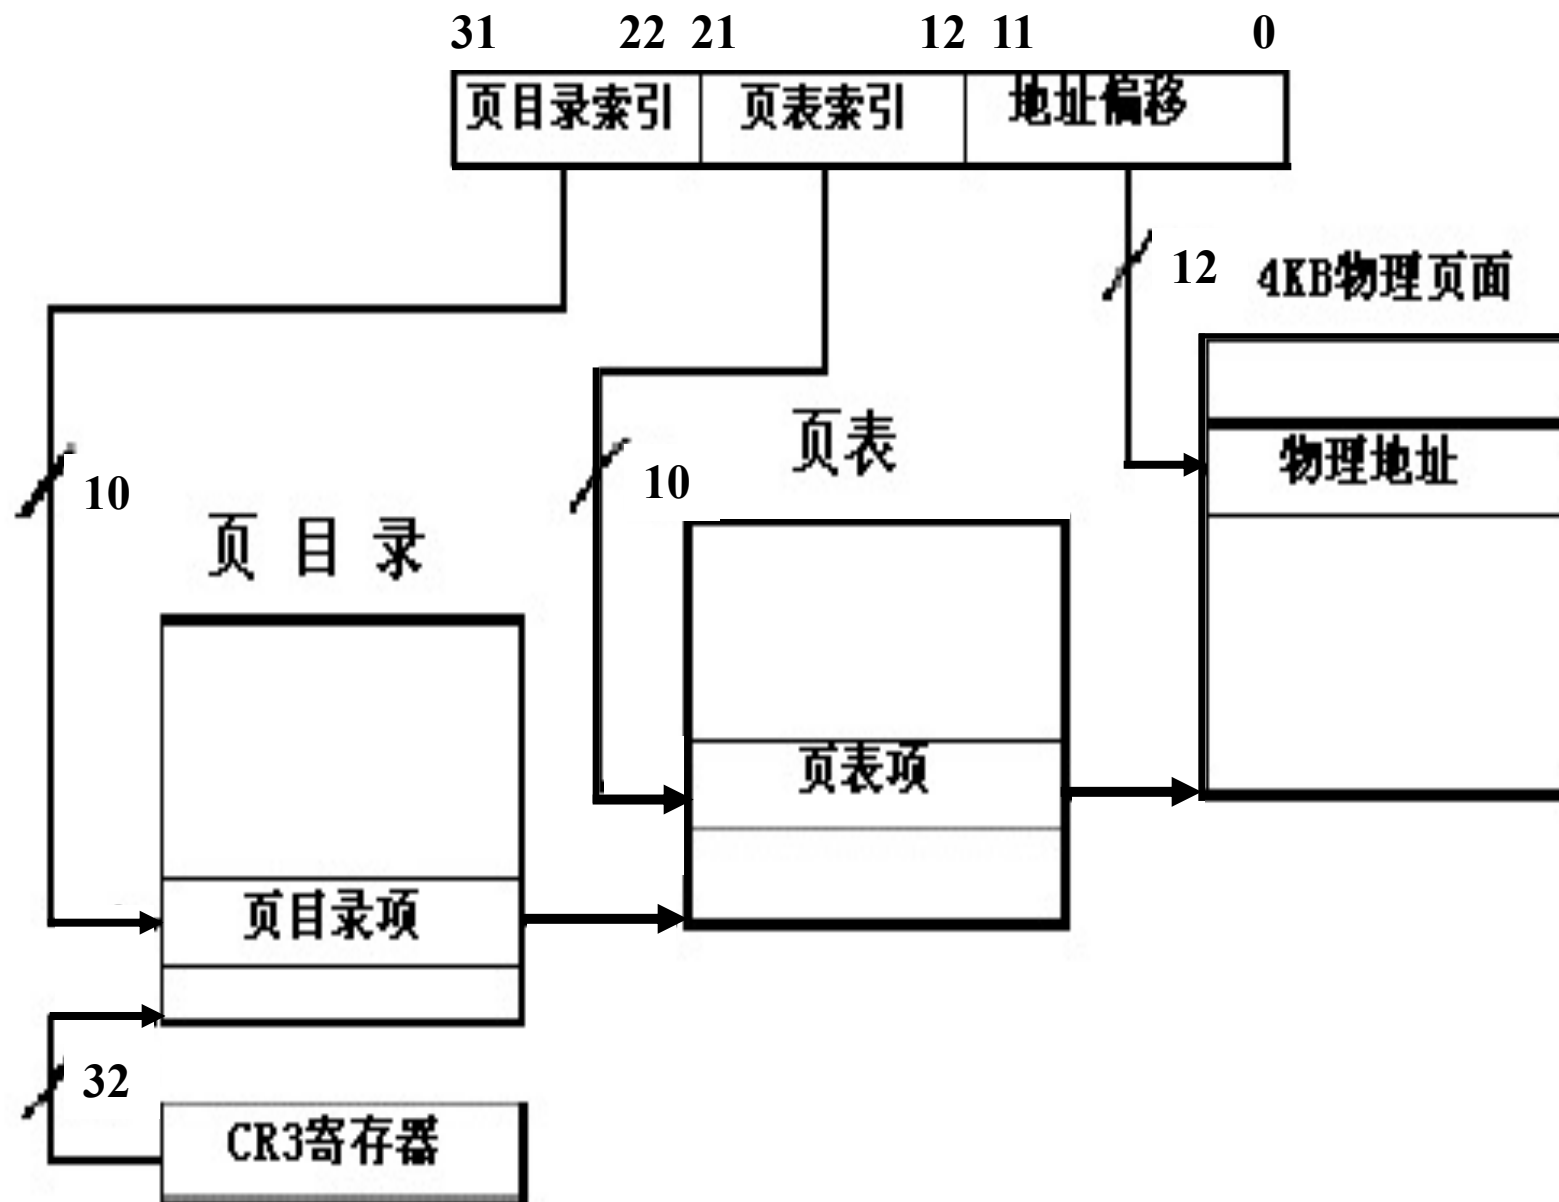 31 22 21 12 11 0
页目录索引 页表索引 地址偏移
12 4KB物理页面
页表
物理地址
10 10
页 目 录
页表项
页目录项
32
CR3寄存器